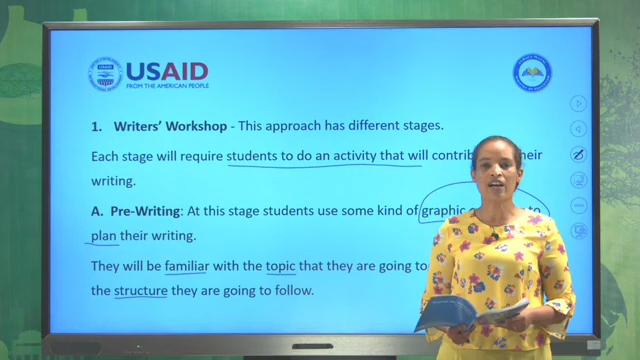 USAID
FROM THE AMERICAN PEOPLE
1. Writers' Workshop - This approach has different stages.
Each stage will require students to do an activity that will their
writing.
A. Pre-Writing: At this stage students use some kind of graphic to
plan their writing.
They will be familiar with the topic that they are going to
the structure they are going to follow.